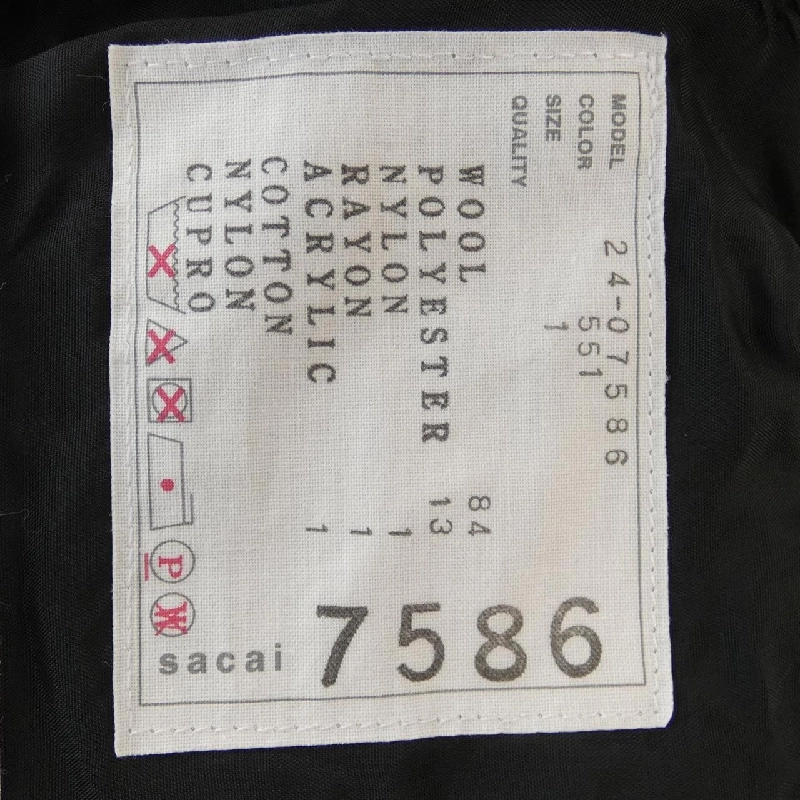 MODEL 24-07586
COLOR 551
SIZE 1
QUALITY
WOOL 84
POLYESTER 13
NYLON 1
RAYON 1
ACRYLIC 1
COTTON
NYLON
CUPRO
P
W
sacai
7586